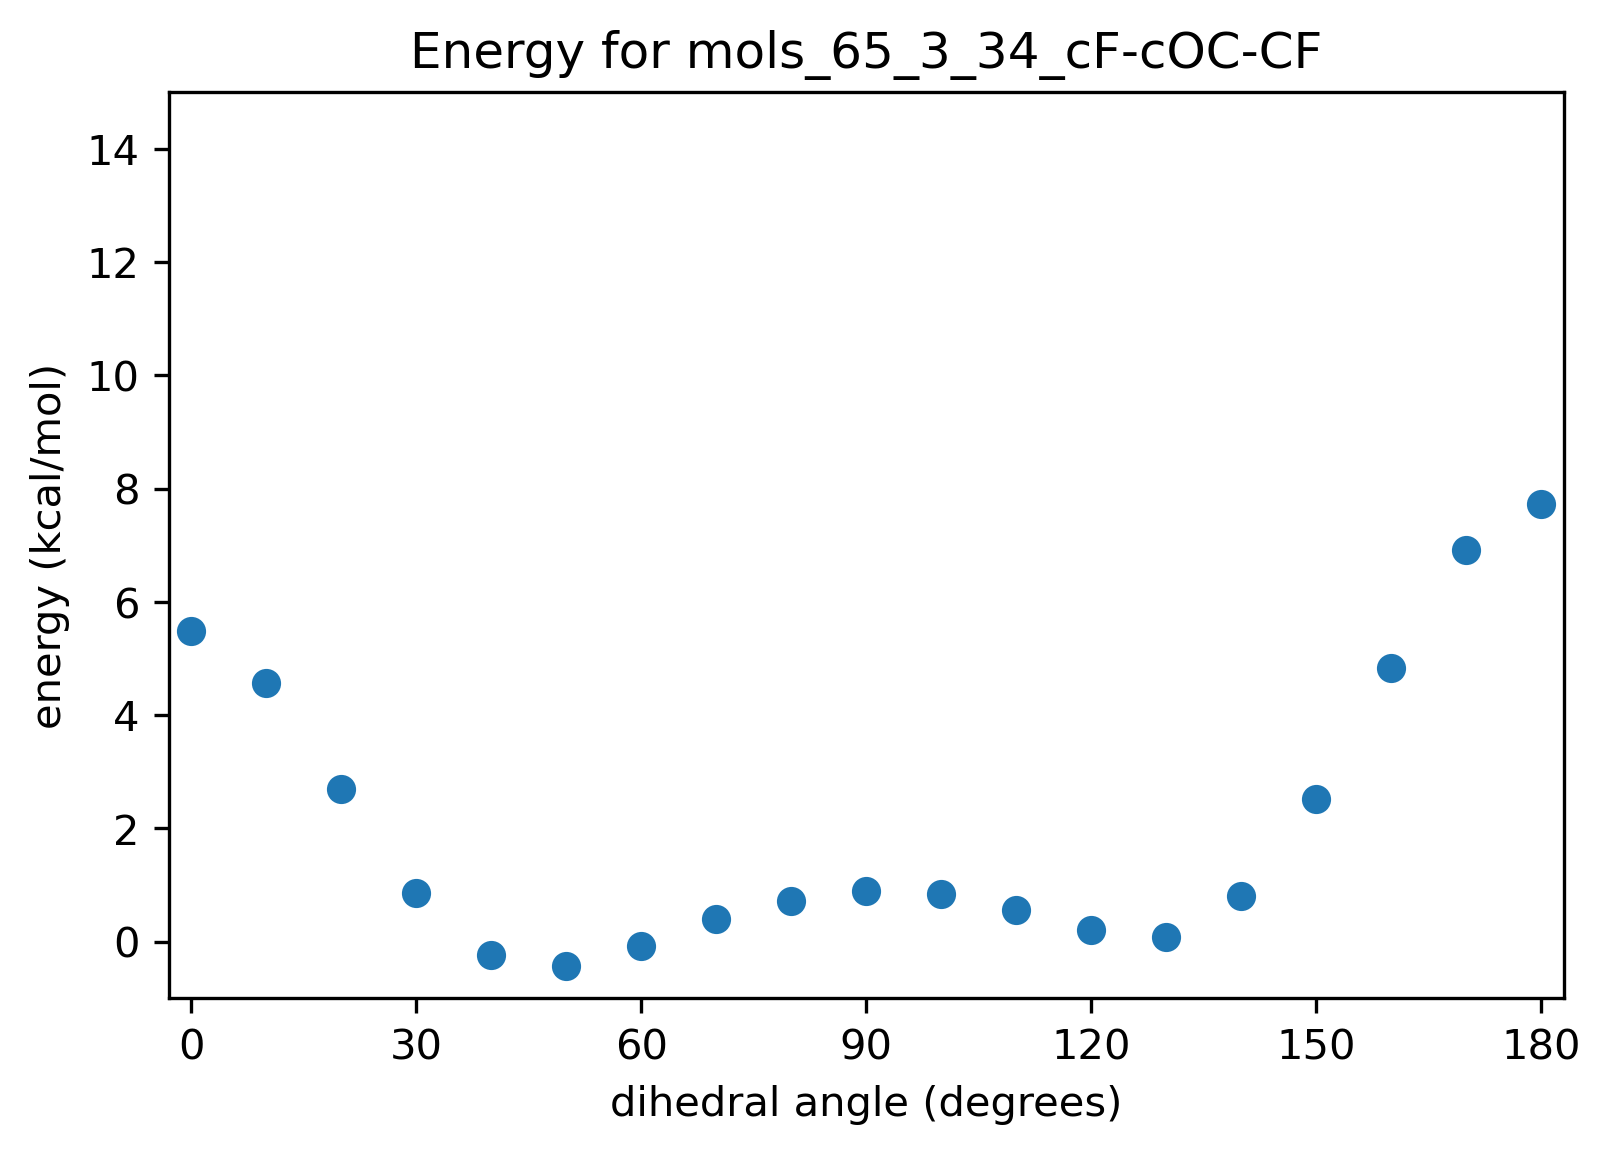 Energy for mols_65_3_34_cF-cOC-CF
14
12
10
8
6
4
2
0
energy (kcal/mol)
0 30 60 90 120 150 180
dihedral angle (degrees)